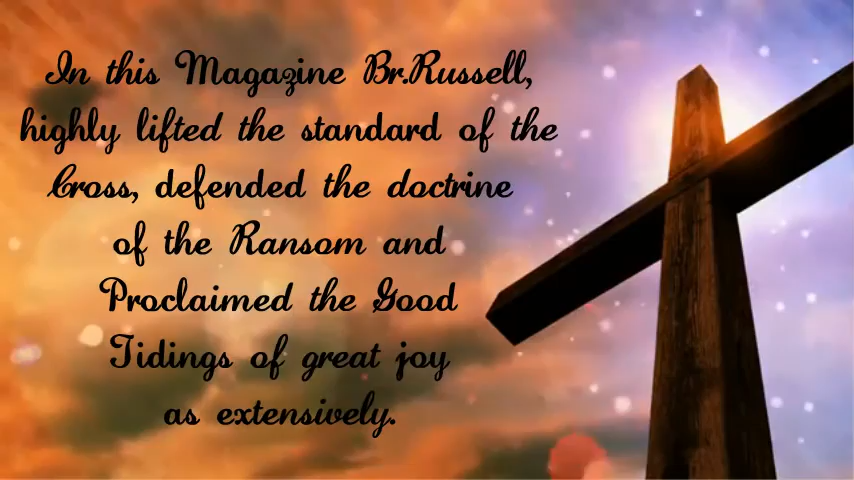 In this Magazine Br.Russell,
highly lifted the standard of the
Cross, defended the doctrine
of the Ransom and
Proclaimed the Good
Tidings of great joy
as extensively.